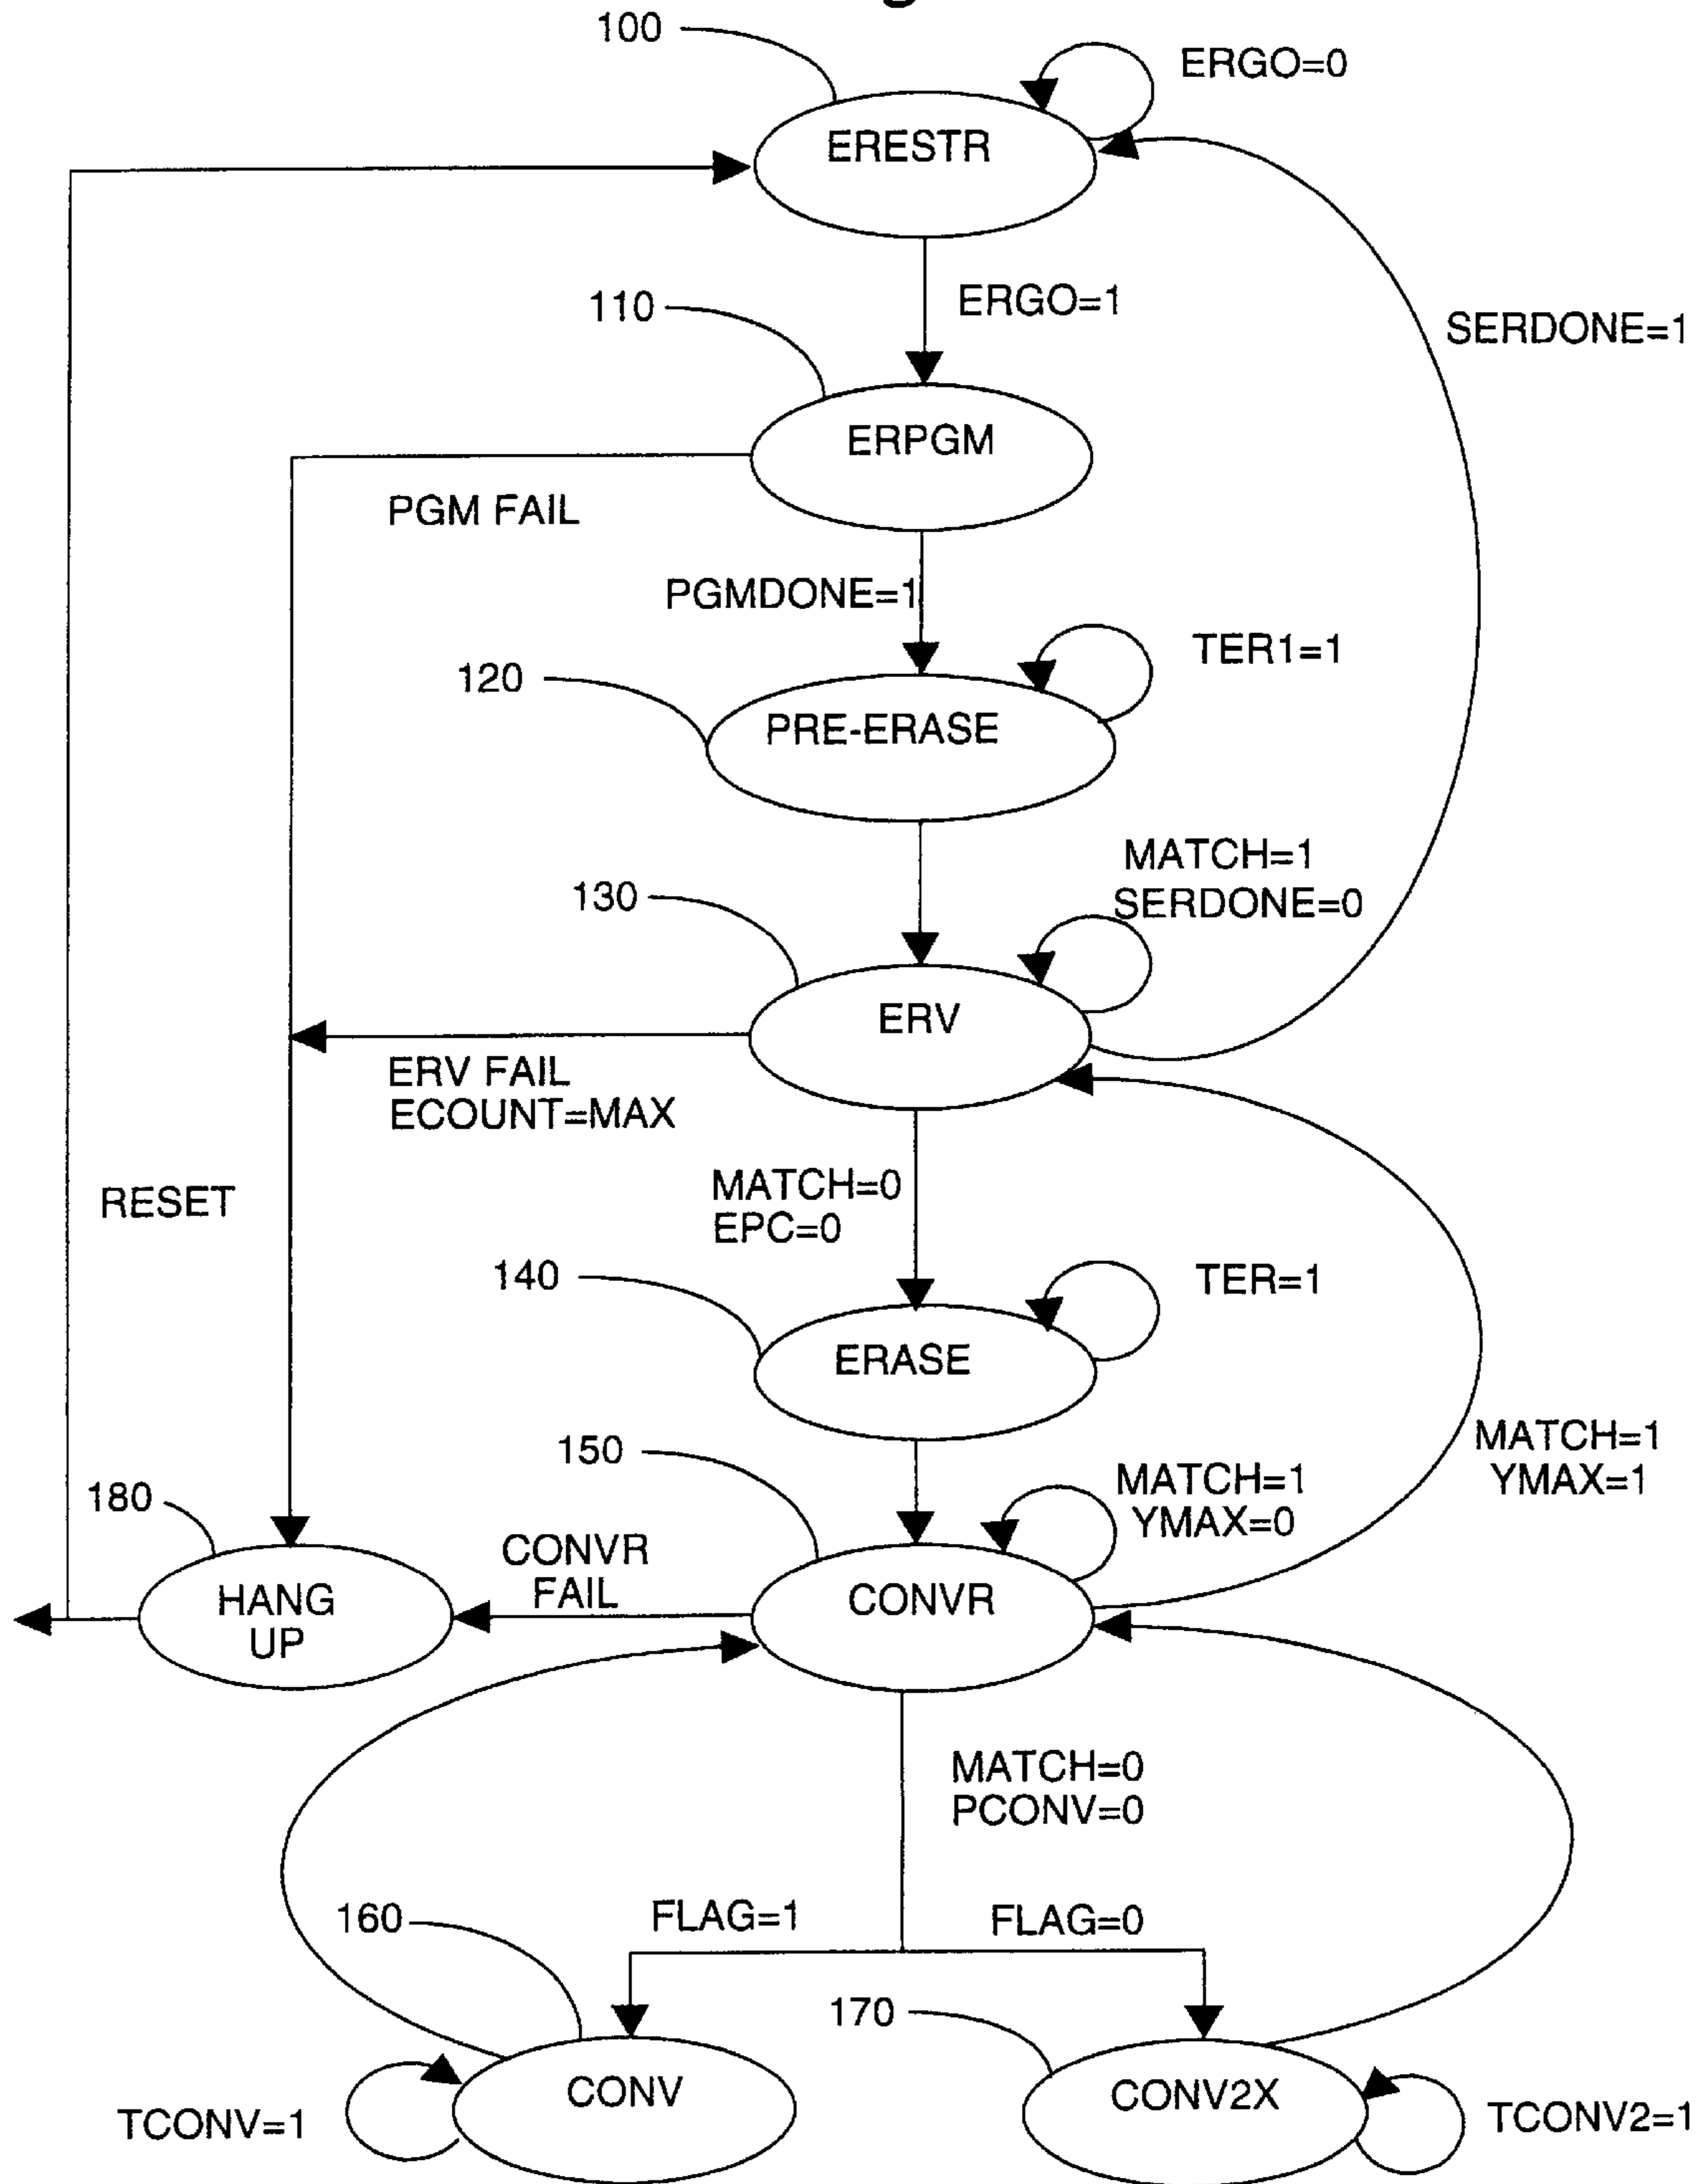 100
ERGO=0
ERESTR
110
ERGO=1
SERDONE=1
ERPGM
PGM FAIL
PGMDONE=1
120
TER1=1
PRE-ERASE
130
MATCH=1
SERDONE=0
ERV
ERV FAIL
ECOUNT=MAX
RESET
MATCH=0
EPC=0
140
TER=1
ERASE
150
MATCH=1
YMAX=0
MATCH=1
YMAX=1
180
CONVR
FAIL
HANG
UP
CONVR
MATCH=0
PCONV=0
160
FLAG=1
FLAG=0
170
CONV
CONV2X
TCONV=1
TCONV2=1